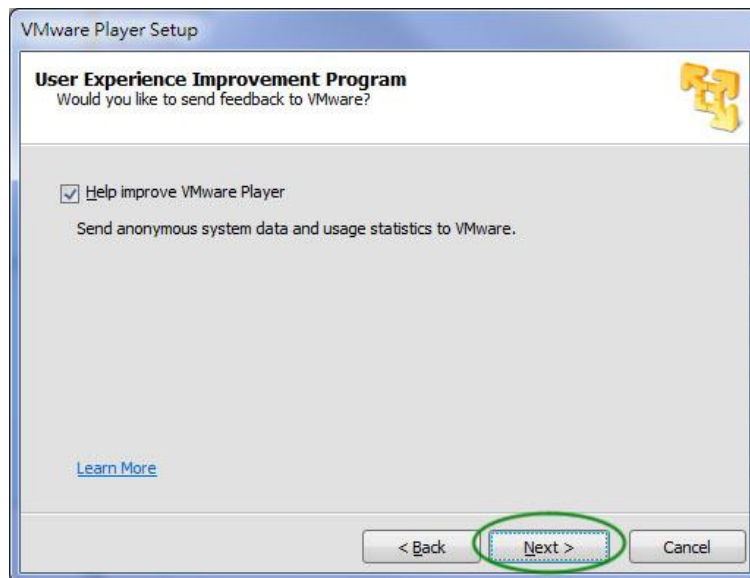 VMware Player Setup
User Experience Improvement Program
Would you like to send feedback to VMware?
Help improve VMware Player
Send anonymous system data and usage statistics to VMware.
Learn More
< Back Next > Cancel